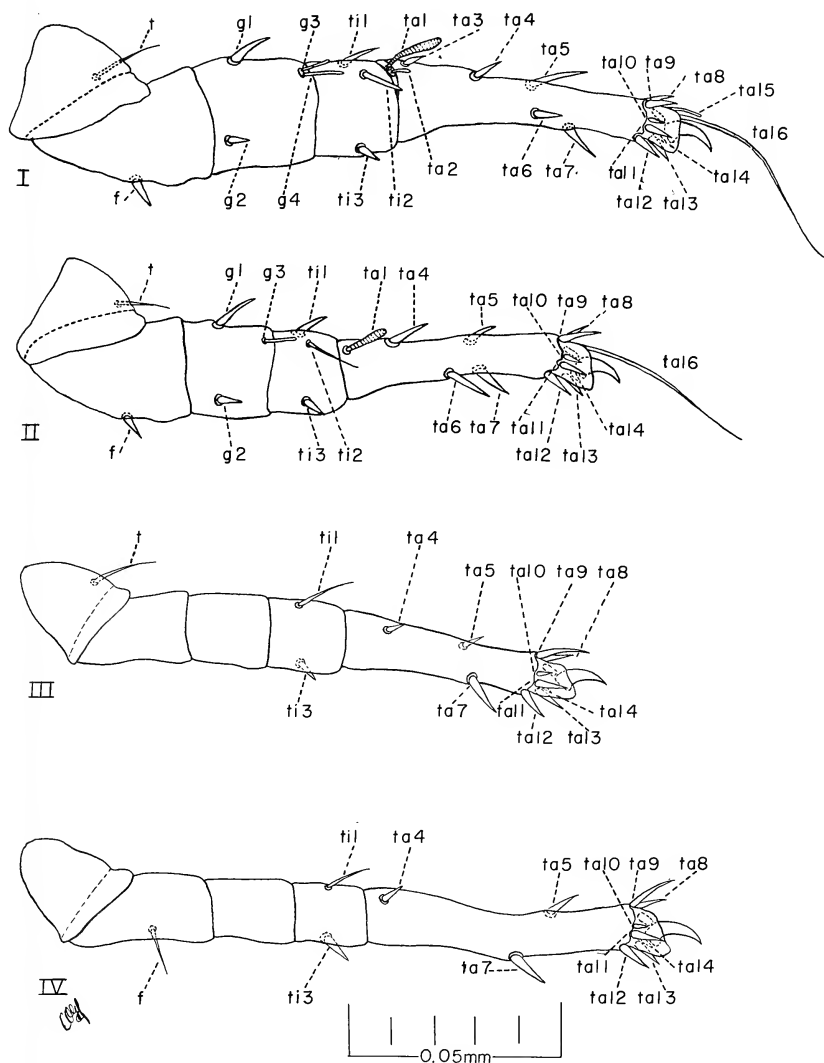 t g1 g3 ti1 ta1 ta3 ta4 ta5 ta10 ta9 ta8 ta15
ta16
I f g2 g4 ti3 ti2 ta2 ta6 ta7 ta11 ta12 ta13 ta14
t g1 g3 ti1 ta1 ta4 ta5 ta10 ta9 ta8
ta16
II f g2 ti3 ti2 ta6 ta7 ta11 ta12 ta13 ta14
t ti1 ta4 ta5 ta10 ta9 ta8
III ti3 ta7 ta11 ta12 ta13 ta14
ti1 ta4 ta5 ta10 ta9 ta8
IV f ti3 ta7 ta11 ta12 ta13 ta14
0.05mm